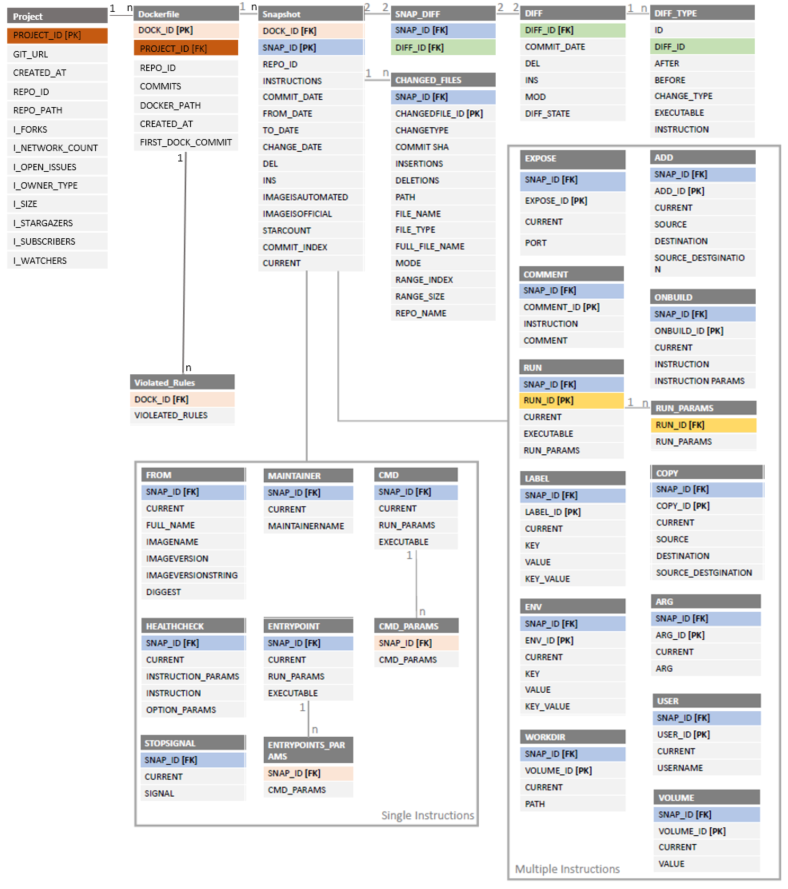 Project
PROJECT_ID [PK]
GIT_URL
CREATED_AT
REPO_ID
REPO_PATH
I_FORKS
I_NETWORK_COUNT
I_OPEN_ISSUES
I_OWNER_TYPE
I_SIZE
I_STARGAZERS
I_SUBSCRIBERS
I_WATCHERS
1 n
Dockerfile
DOCK_ID [PK]
PROJECT_ID [FK]
REPO_ID
COMMITS
DOCKER_PATH
CREATED_AT
FIRST_DOCK_COMMIT
1
n
Violated_Rules
DOCK_ID [FK]
VIOLEATED_RULES
1 n
Snapshot
DOCK_ID [FK]
SNAP_ID [PK]
REPO_ID
INSTRUCTIONS
COMMIT_DATE
FROM_DATE
TO_DATE
CHANGE_DATE
DEL
INS
IMAGEISAUTOMATED
IMAGEISOFFICIAL
STARCOUNT
COMMIT_INDEX
CURRENT
2 2
SNAP_DIFF
SNAP_ID [FK]
DIFF_ID [FK]
1 n
CHANGED_FILES
SNAP_ID [FK]
CHANGEDFILE_ID [PK]
CHANGETYPE
COMMIT SHA
INSERTIONS
DELETIONS
PATH
FILE_NAME
FILE_TYPE
FULL_FILE_NAME
MODE
RANGE_INDEX
RANGE_SIZE
REPO_NAME
2 2
DIFF
DIFF_ID [FK]
COMMIT_DATE
DEL
INS
MOD
DIFF_STATE
1 n
DIFF_TYPE
ID
DIFF_ID
AFTER
BEFORE
CHANGE_TYPE
EXECUTABLE
INSTRUCTION
FROM
SNAP_ID [FK]
CURRENT
FULL_NAME
IMAGENAME
IMAGEVERSION
IMAGEVERSIONSTRING
DIGGEST
MAINTAINER
SNAP_ID [FK]
CURRENT
MAINTAINERNAME
CMD
SNAP_ID [FK]
CURRENT
RUN_PARAMS
EXECUTABLE
1
n
CMD_PARAMS
SNAP_ID [FK]
CMD_PARAMS
HEALTHCHECK
SNAP_ID [FK]
CURRENT
INSTRUCTION_PARAMS
INSTRUCTION
OPTION_PARAMS
ENTRYPOINT
SNAP_ID [FK]
CURRENT
RUN_PARAMS
EXECUTABLE
1
n
ENTRYPOINTS_PAR
AMS
SNAP_ID [FK]
CMD_PARAMS
STOPSIGNAL
SNAP_ID [FK]
CURRENT
SIGNAL
Single Instructions
EXPOSE
SNAP_ID [FK]
EXPOSE_ID [PK]
CURRENT
PORT
COMMENT
SNAP_ID [FK]
COMMENT_ID [PK]
INSTRUCTION
COMMENT
RUN
SNAP_ID [FK]
RUN_ID [PK]
CURRENT
EXECUTABLE
RUN_PARAMS
LABEL
SNAP_ID [FK]
LABEL_ID [PK]
CURRENT
KEY
VALUE
KEY_VALUE
ENV
SNAP_ID [FK]
ENV_ID [PK]
CURRENT
KEY
VALUE
KEY_VALUE
WORKDIR
SNAP_ID [FK]
VOLUME_ID [PK]
CURRENT
PATH
ADD
SNAP_ID [FK]
ADD_ID [PK]
CURRENT
SOURCE
DESTINATION
SOURCE_DESTGINATIO
N
ONBUILD
SNAP_ID [FK]
ONBUILD_ID [PK]
CURRENT
INSTRUCTION
INSTRUCTION PARAMS
1 n
RUN_PARAMS
RUN_ID [FK]
RUN_PARAMS
COPY
SNAP_ID [FK]
COPY_ID [PK]
CURRENT
SOURCE
DESTINATION
SOURCE_DESTGINATION
ARG
SNAP_ID [FK]
ARG_ID [PK]
CURRENT
ARG
USER
SNAP_ID [FK]
USER_ID [PK]
CURRENT
USERNAME
VOLUME
SNAP_ID [FK]
VOLUME_ID [PK]
CURRENT
VALUE
Multiple Instructions